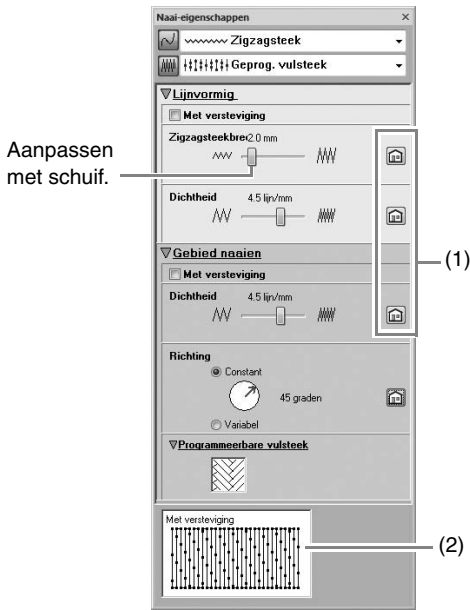 Naai-eigenschappen
Zigzagsteek
Geprog. vulsteek
Lijnvormig
Met versteviging
Zigzagsteekbre 2.0 mm
Aanpassen
met schuif.
Dichtheid 4.5 lijn/mm
(1)
Gebied naaien
Met versteviging
Dichtheid 4.5 lijn/mm
Richting
Constant
45 graden
Variabel
Programmeerbare vulsteek
Met versteviging
(2)